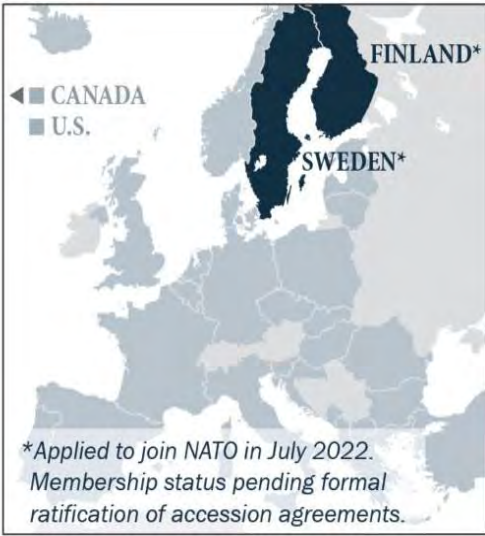 FINLAND*
CANADA
U.S.
SWEDEN*
*Applied to join NATO in July 2022.
Membership status pending formal
ratification of accession agreements.